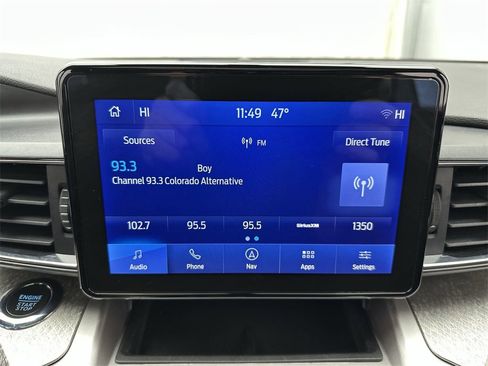 HI 11:49 47° HI
Sources FM Direct Tune
93.3 Boy
Channel 93.3 Colorado Alternative
102.7 95.5 95.5 SiriusXM 1350
Audio Phone Nav Apps Settings
ENGINE
START
STOP